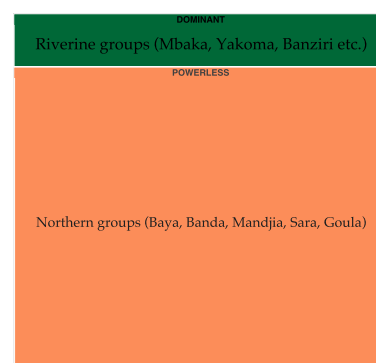 DOMINANT
Riverine groups (Mbaka, Yakoma, Banziri etc.)
POWERLESS
Northern groups (Baya, Banda, Mandjia, Sara, Goula)